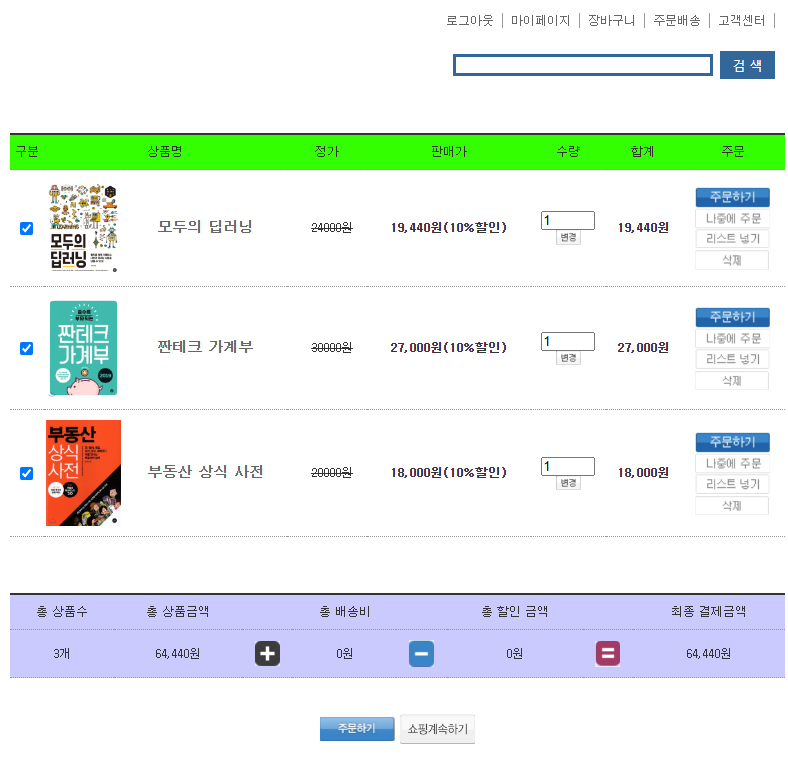 로그아웃 | 마이페이지 | 장바구니 | 주문배송 | 고객센터 |
검 색
구분 상품명 정가 판매가 수량 합계 주문
모두의 딥러닝
모두의 딥러닝 24000원 19,440원(10%할인) 1 19,440원
변경
주문하기
나중에 주문
리스트 넣기
삭제
짠테크 가계부
짠테크 가계부 30000원 27,000원(10%할인) 1 27,000원
변경
주문하기
나중에 주문
리스트 넣기
삭제
부동산 상식 사전
부동산 상식 사전 20000원 18,000원(10%할인) 1 18,000원
변경
주문하기
나중에 주문
리스트 넣기
삭제
총 상품수 총 상품금액 총 배송비 총 할인 금액 최종 결제금액
3개 64,440원 + 0원 − 0원 = 64,440원
주문하기 쇼핑계속하기